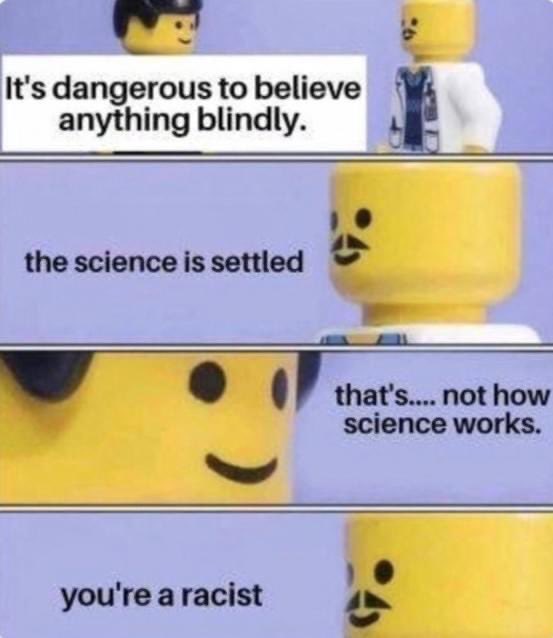 It's dangerous to believe
anything blindly.
the science is settled
that's.... not how
science works.
you're a racist